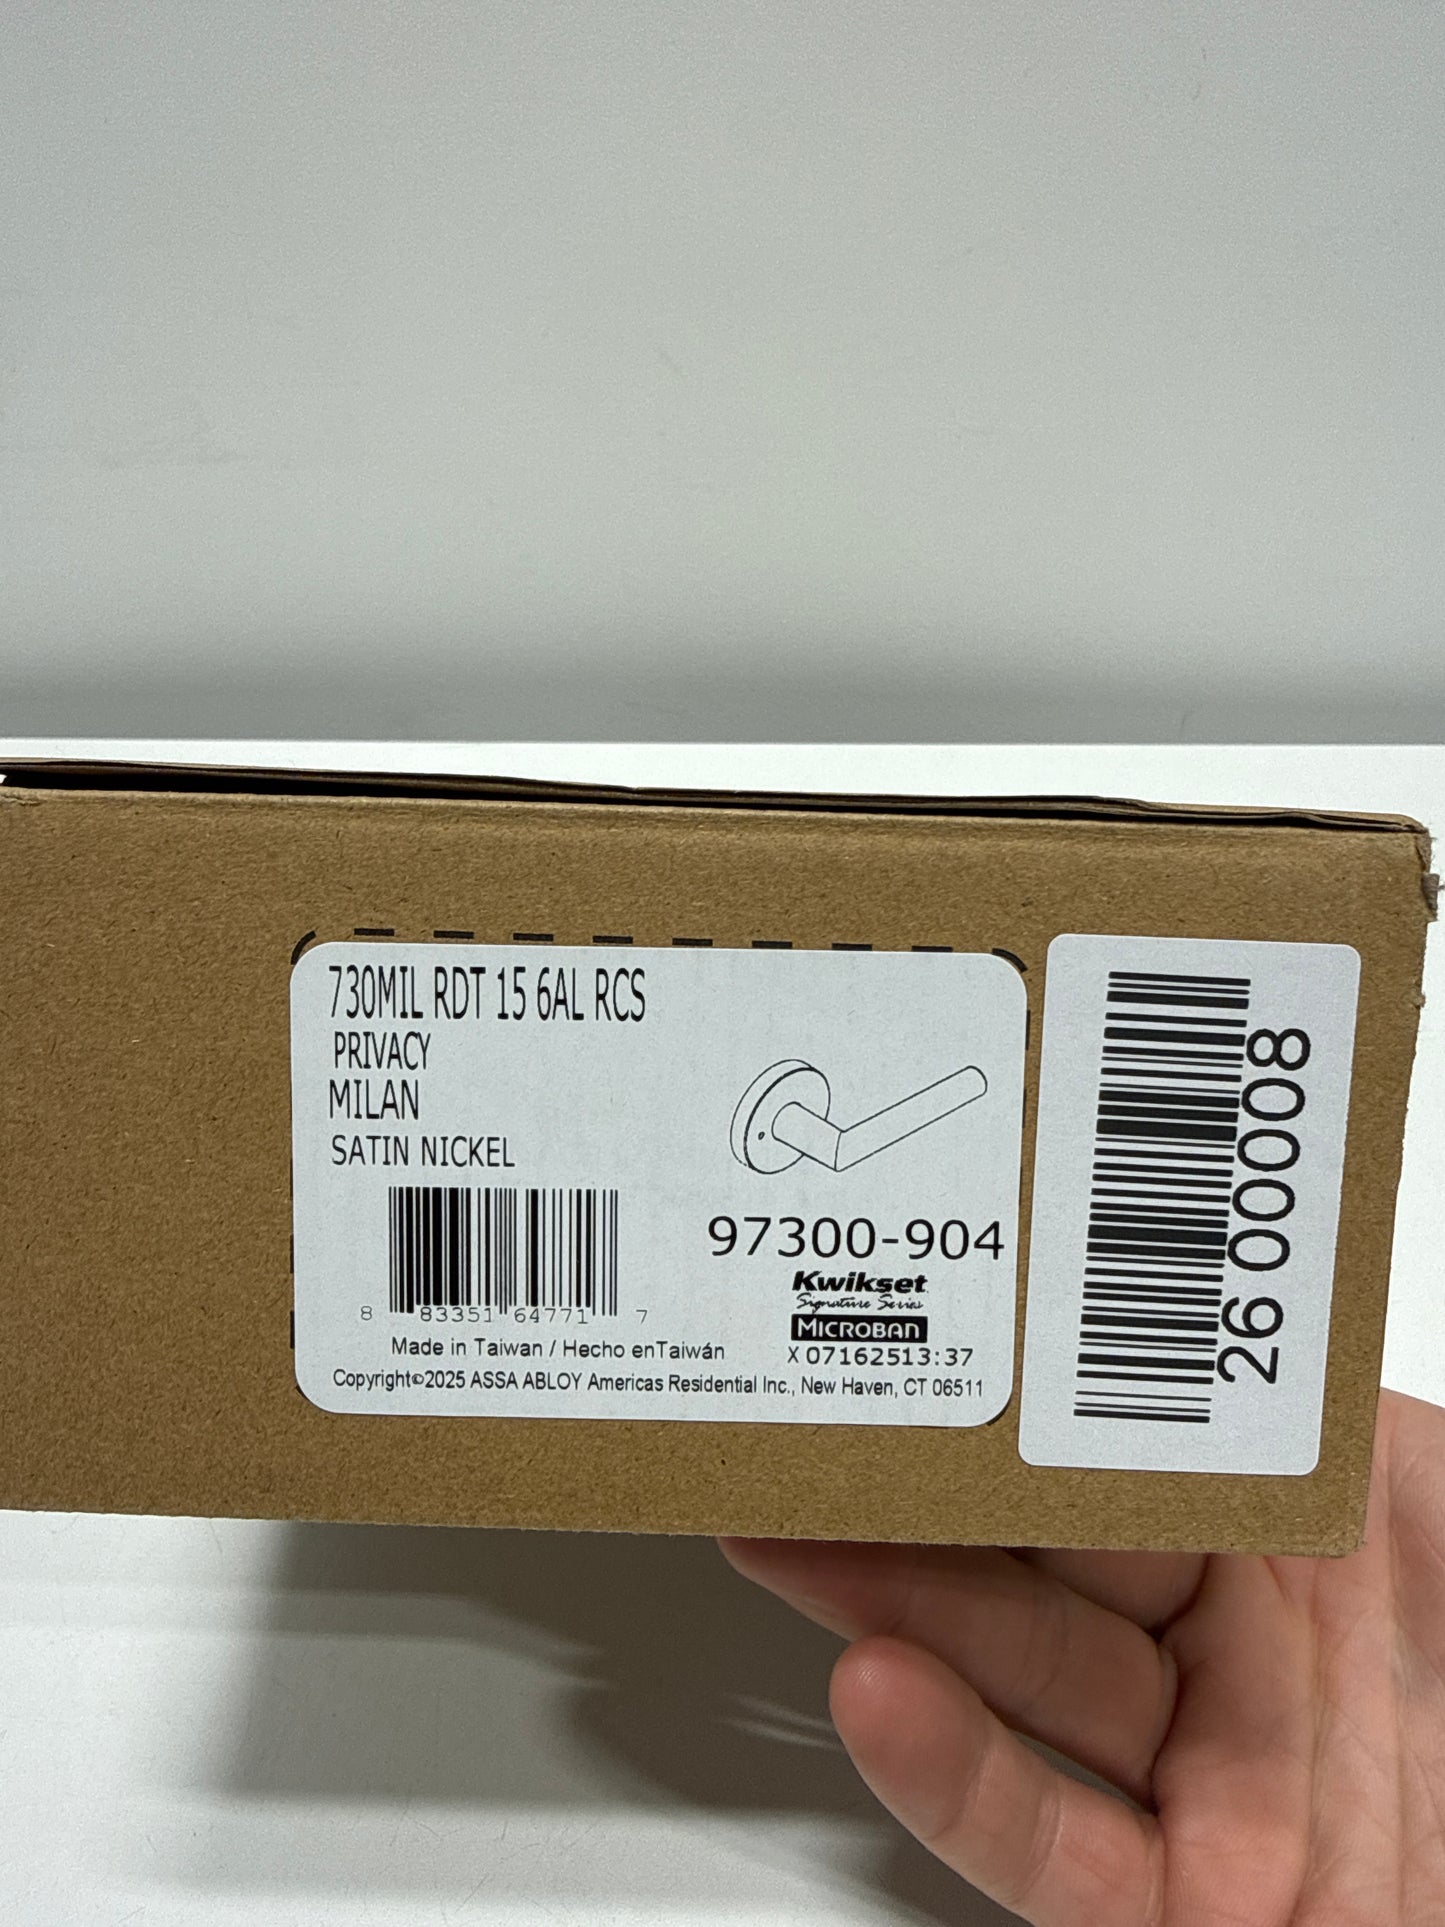 730MIL RDT 15 6AL RCS
PRIVACY
MILAN
SATIN NICKEL
8 83351 64771 7
97300-904
Kwikset
Signature Series
MICROBAN
X 07162513:37
Made in Taiwan / Hecho enTaiwán
Copyright©2025 ASSA ABLOY Americas Residential Inc., New Haven, CT 06511
26 00008